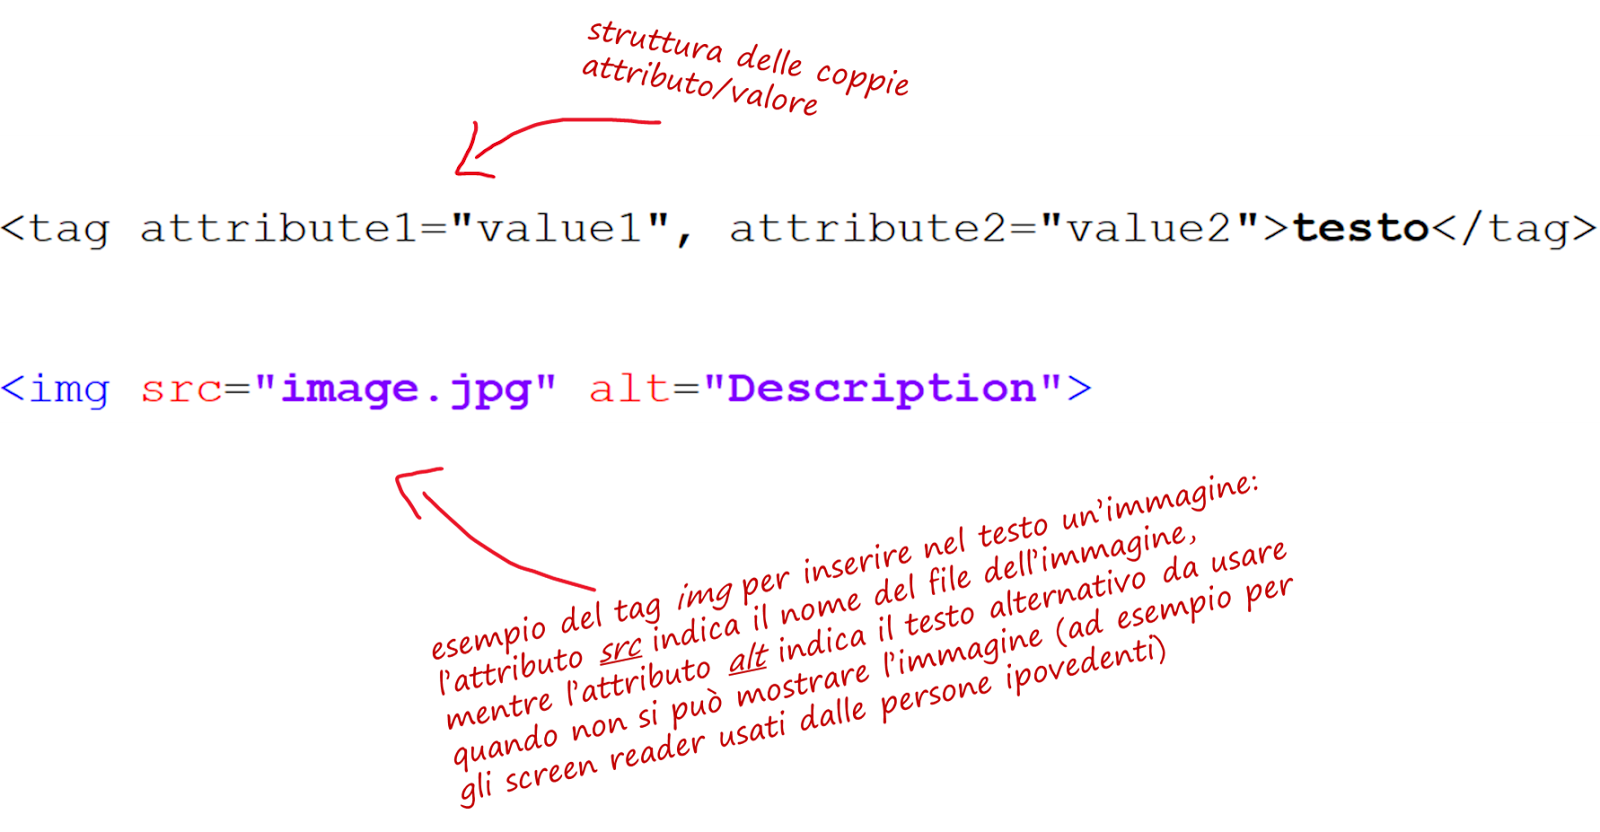 struttura delle coppie
attributo/valore
<tag attribute1="value1", attribute2="value2">testo</tag>
<img src="image.jpg" alt="Description">
esempio del tag img per inserire nel testo un'immagine:
l'attributo src indica il nome del file dell'immagine,
mentre l'attributo alt indica il testo alternativo da usare
quando non si può mostrare l'immagine (ad esempio per
gli screen reader usati dalle persone ipovedenti)